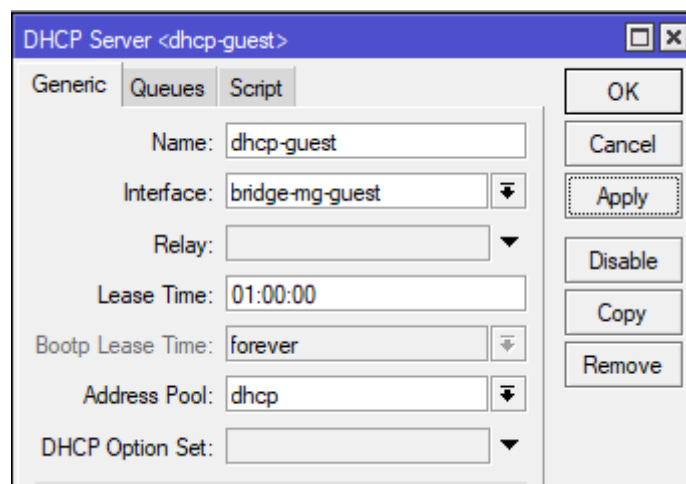 DHCP Server <dhcp-guest>
Generic Queues Script
OK
Name: dhcp-guest
Cancel
Interface: bridge-mg-guest
Apply
Relay:
Disable
Lease Time: 01:00:00
Copy
Bootp Lease Time: forever
Remove
Address Pool: dhcp
DHCP Option Set: